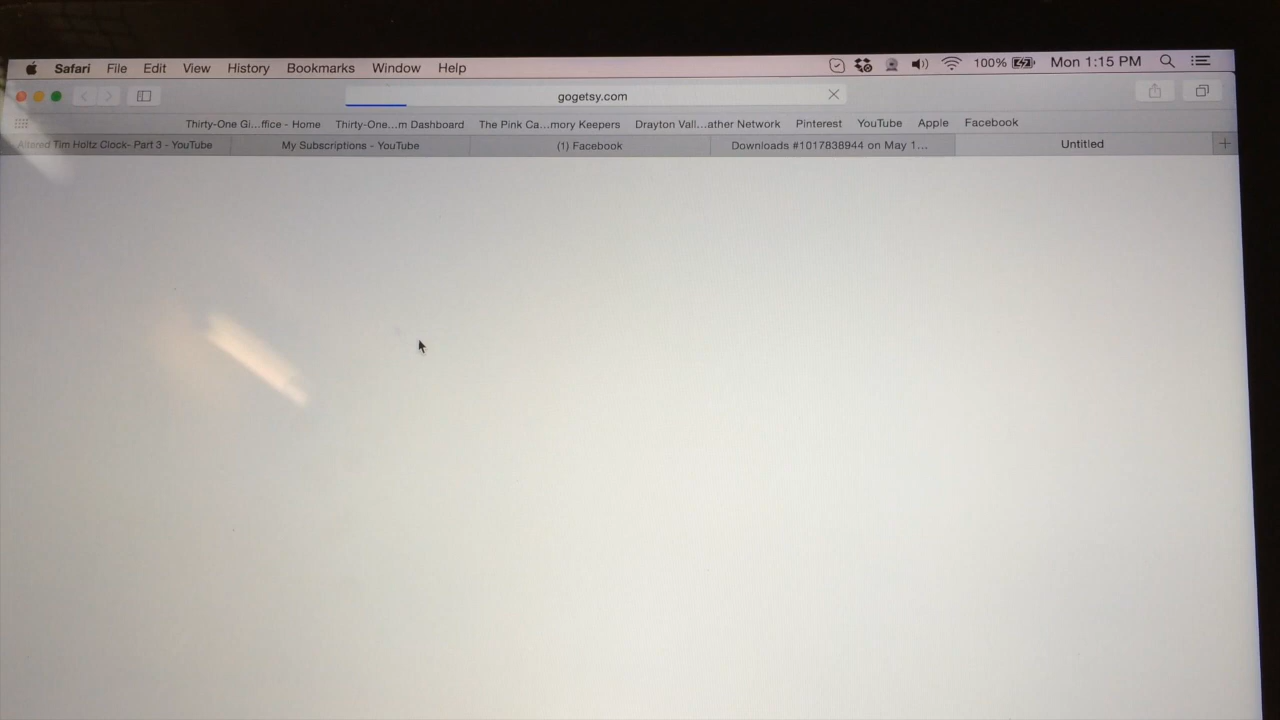 Safari File Edit View History Bookmarks Window Help 100% Mon 1:15 PM
gogetsy.com
Thirty-One Gi...ffice - Home Thirty-One...m Dashboard The Pink Ca...mory Keepers Drayton Vall...ather Network Pinterest YouTube Apple Facebook
Altered Tim Holtz Clock- Part 3 - YouTube My Subscriptions - YouTube (1) Facebook Downloads #1017838944 on May 1... Untitled